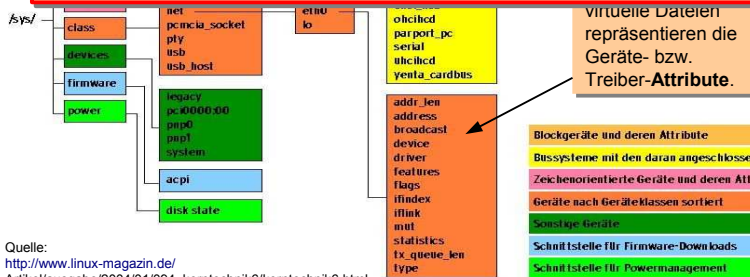 /sys/
class
devices
firmware
power
net
pcmcia_socket
pty
usb
usb_host
legacy
pci0000:00
pnp0
pnp1
system
acpi
disk state
eth0
lo
ohcihcd
parport_pc
serial
uhcihcd
yenta_cardbus
addr_len
address
broadcast
device
driver
features
flags
ifindex
iflink
mut
statistics
tx_queue_len
type
virtuelle Dateien
repräsentieren die
Geräte- bzw.
Treiber-Attribute.
Blockgeräte und deren Attribute
Bussysteme mit den daran angeschlosse
Zeichenorientierte Geräte und deren Att
Geräte nach Geräteklassen sortiert
Sonstige Geräte
Schnittstelle für Firmware-Downloads
Schnittstelle für Powermanagement
Quelle:
http://www.linux-magazin.de/